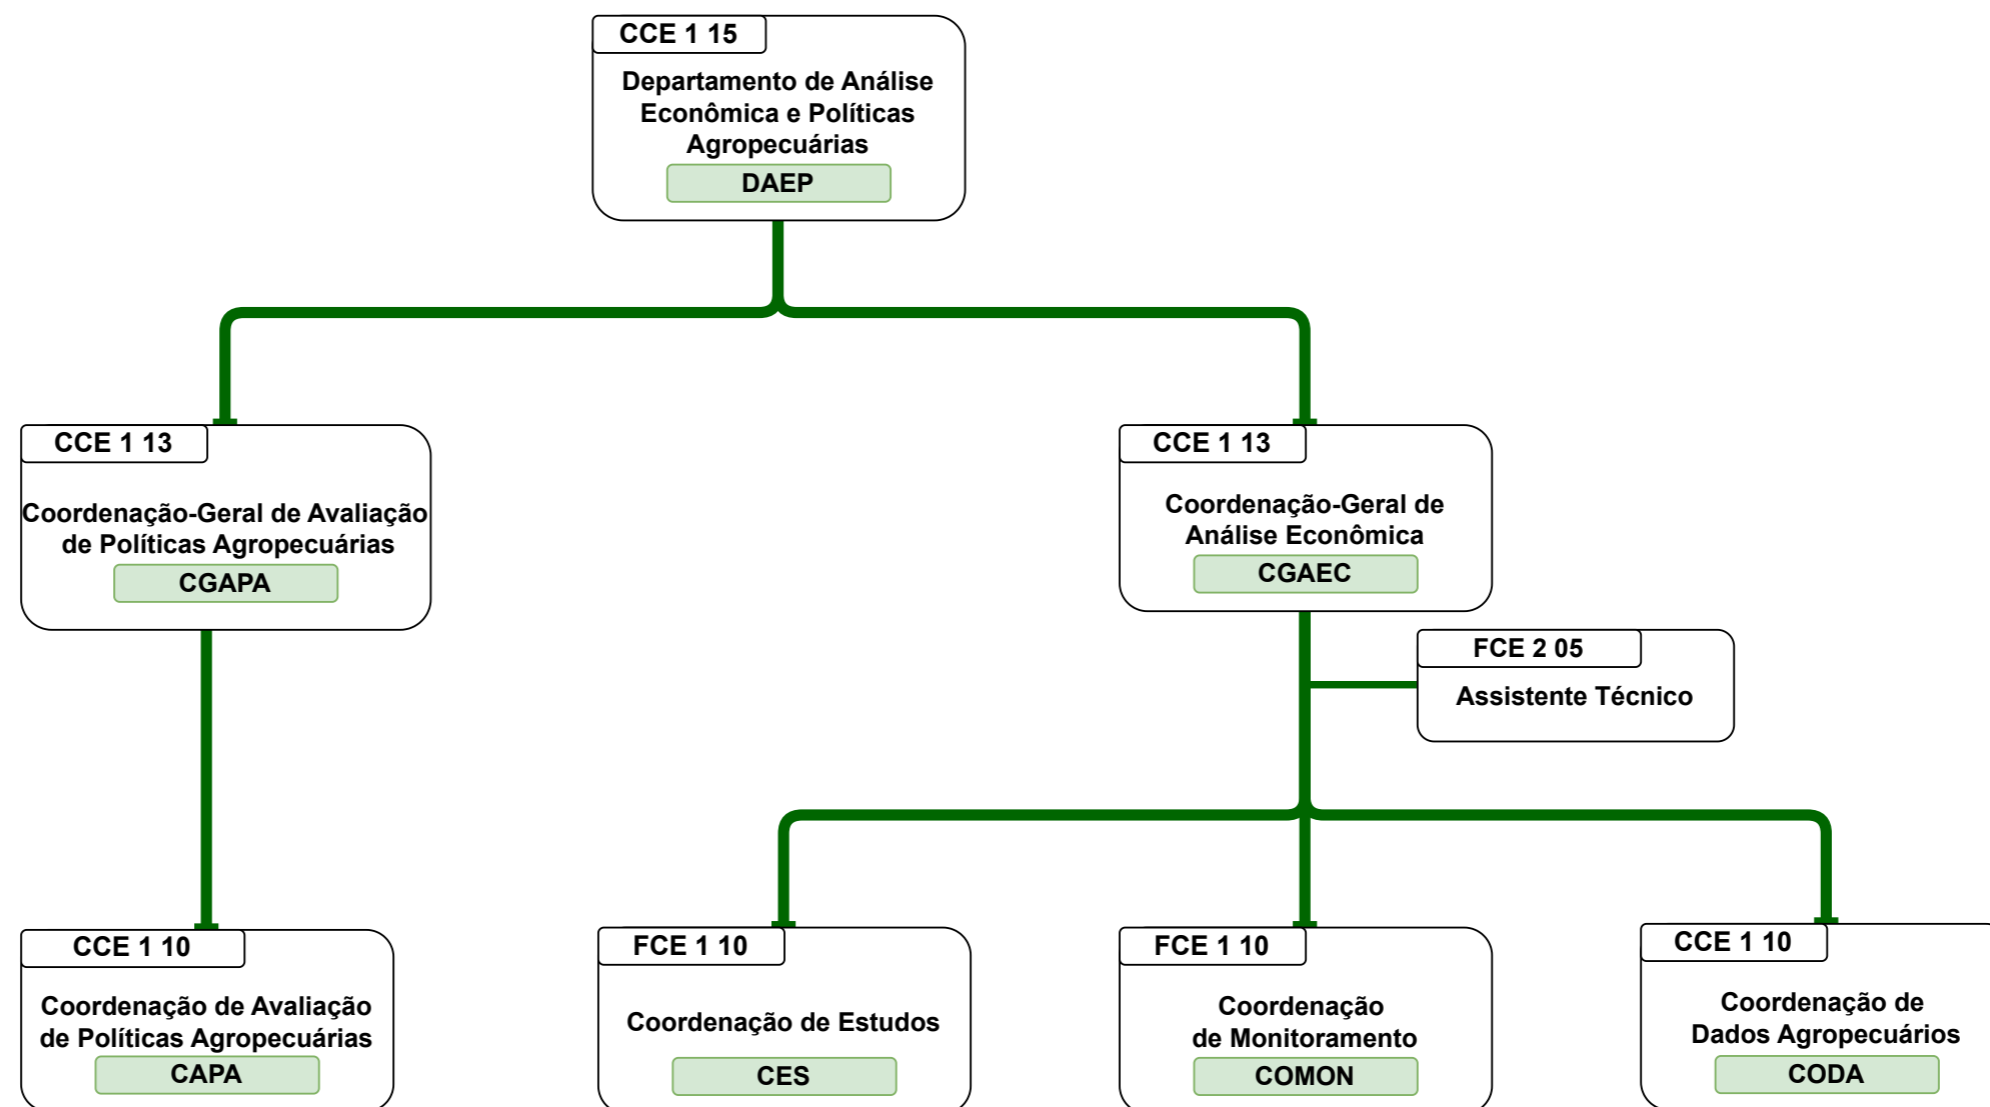 CCE 1 15
Departamento de Análise
Econômica e Políticas
Agropecuárias
DAEP
CCE 1 13
Coordenação-Geral de Avaliação
de Políticas Agropecuárias
CGAPA
CCE 1 13
Coordenação-Geral de
Análise Econômica
CGAEC
FCE 2 05
Assistente Técnico
CCE 1 10
Coordenação de Avaliação
de Políticas Agropecuárias
CAPA
FCE 1 10
Coordenação de Estudos
CES
FCE 1 10
Coordenação
de Monitoramento
COMON
CCE 1 10
Coordenação de
Dados Agropecuários
CODA